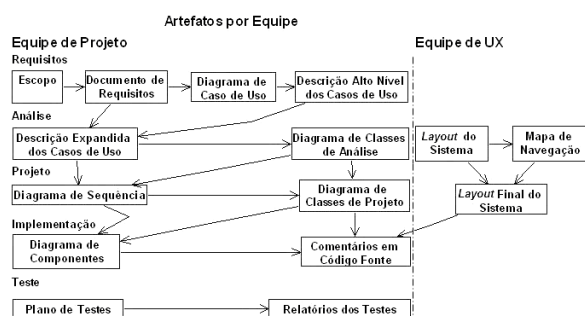 Artefatos por Equipe
Equipe de Projeto
Equipe de UX
Requisitos
Escopo
Documento de
Requisitos
Diagrama de
Caso de Uso
Descrição Alto Nível
dos Casos de Uso
Análise
Descrição Expandida
dos Casos de Uso
Diagrama de Classes
de Análise
Layout do
Sistema
Mapa de
Navegação
Projeto
Diagrama de Sequência
Diagrama de
Classes de Projeto
Layout Final do
Sistema
Implementação
Diagrama de
Componentes
Comentários em
Código Fonte
Teste
Plano de Testes
Relatórios dos Testes